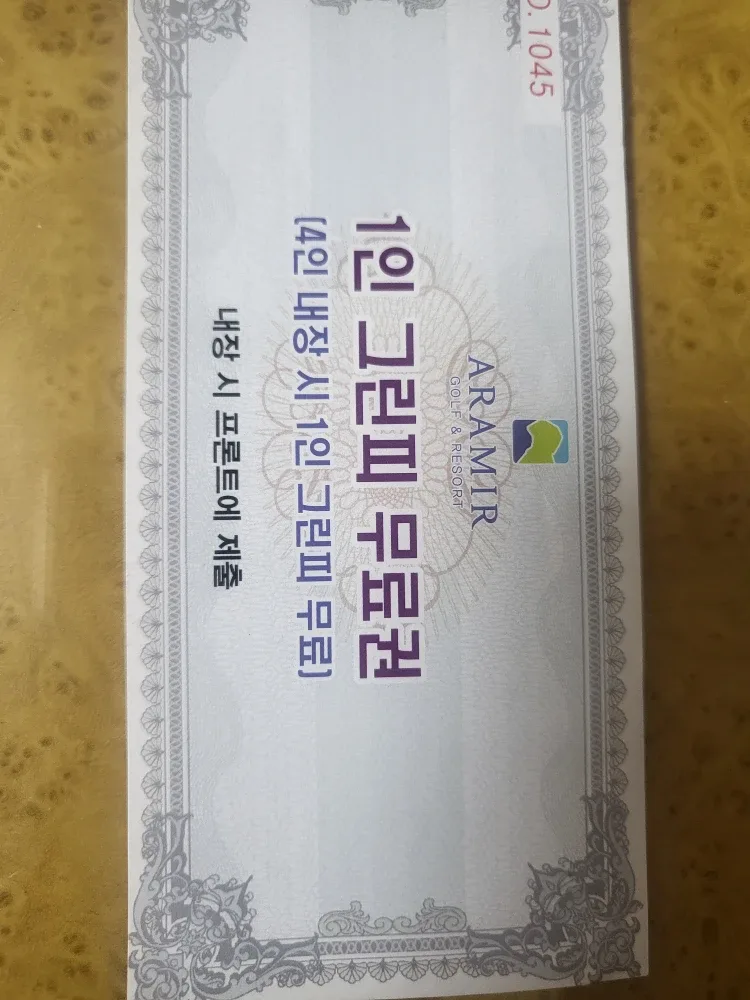 O. 1045
ARAMIR
GOLF & RESORT
1인 그린피 무료권
(4인 내장 시 1인 그린피 무료)
내장 시 프론트에 제출